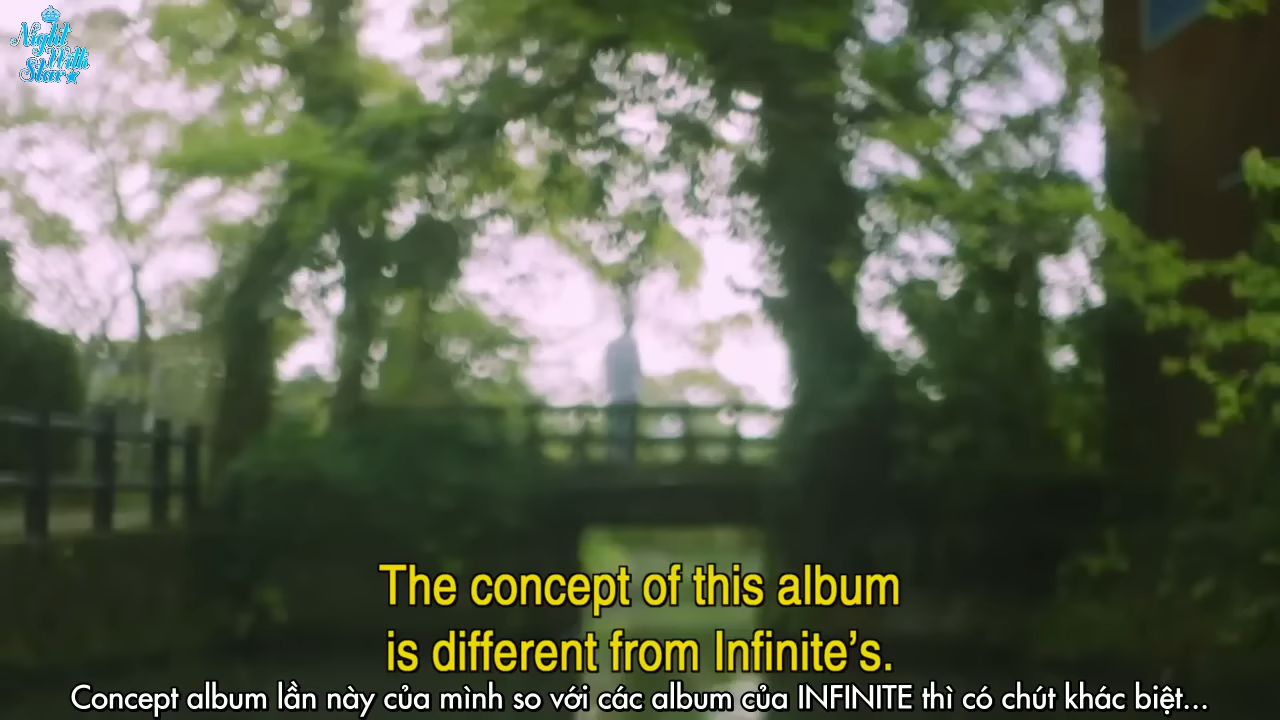 Night
With
Star
The concept of this album
is different from Infinite's.
Concept album lần này của mình so với các album của INFINITE thì có chút khác biệt...